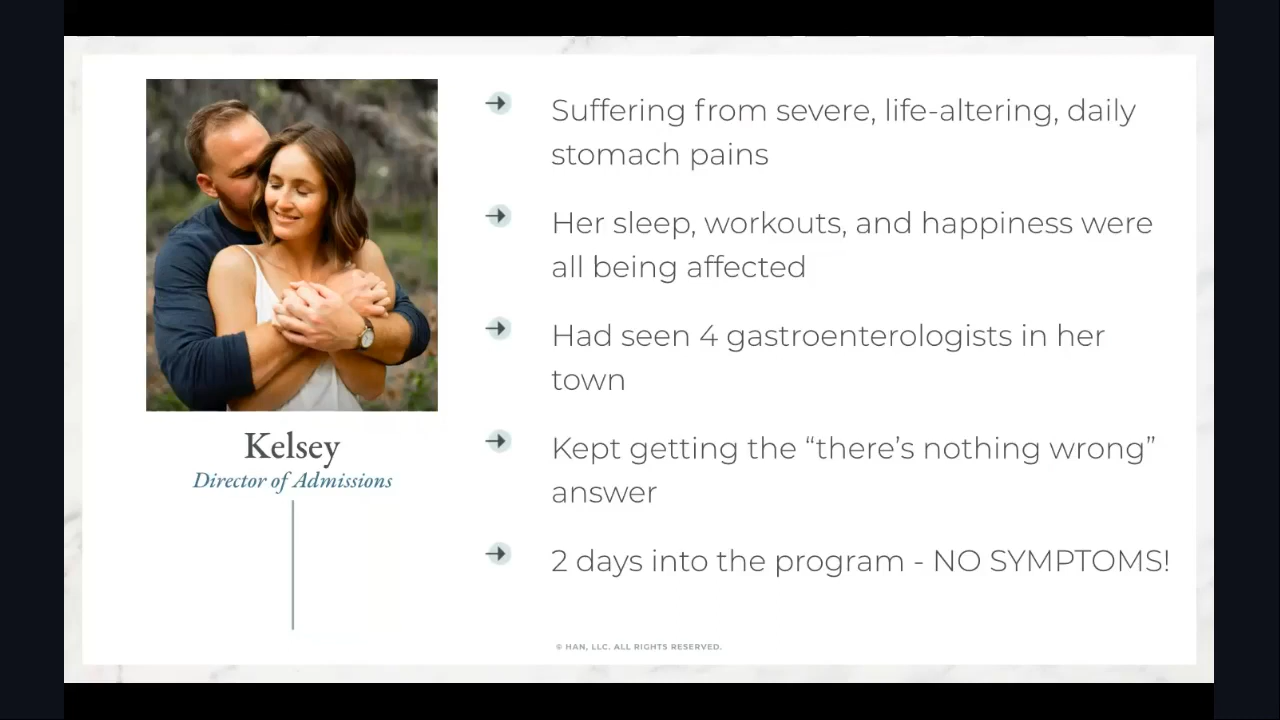 Suffering from severe, life-altering, daily
stomach pains
Her sleep, workouts, and happiness were
all being affected
Had seen 4 gastroenterologists in her
town
Kept getting the “there’s nothing wrong”
answer
2 days into the program - NO SYMPTOMS!
Kelsey
Director of Admissions
© HAN, LLC. ALL RIGHTS RESERVED.